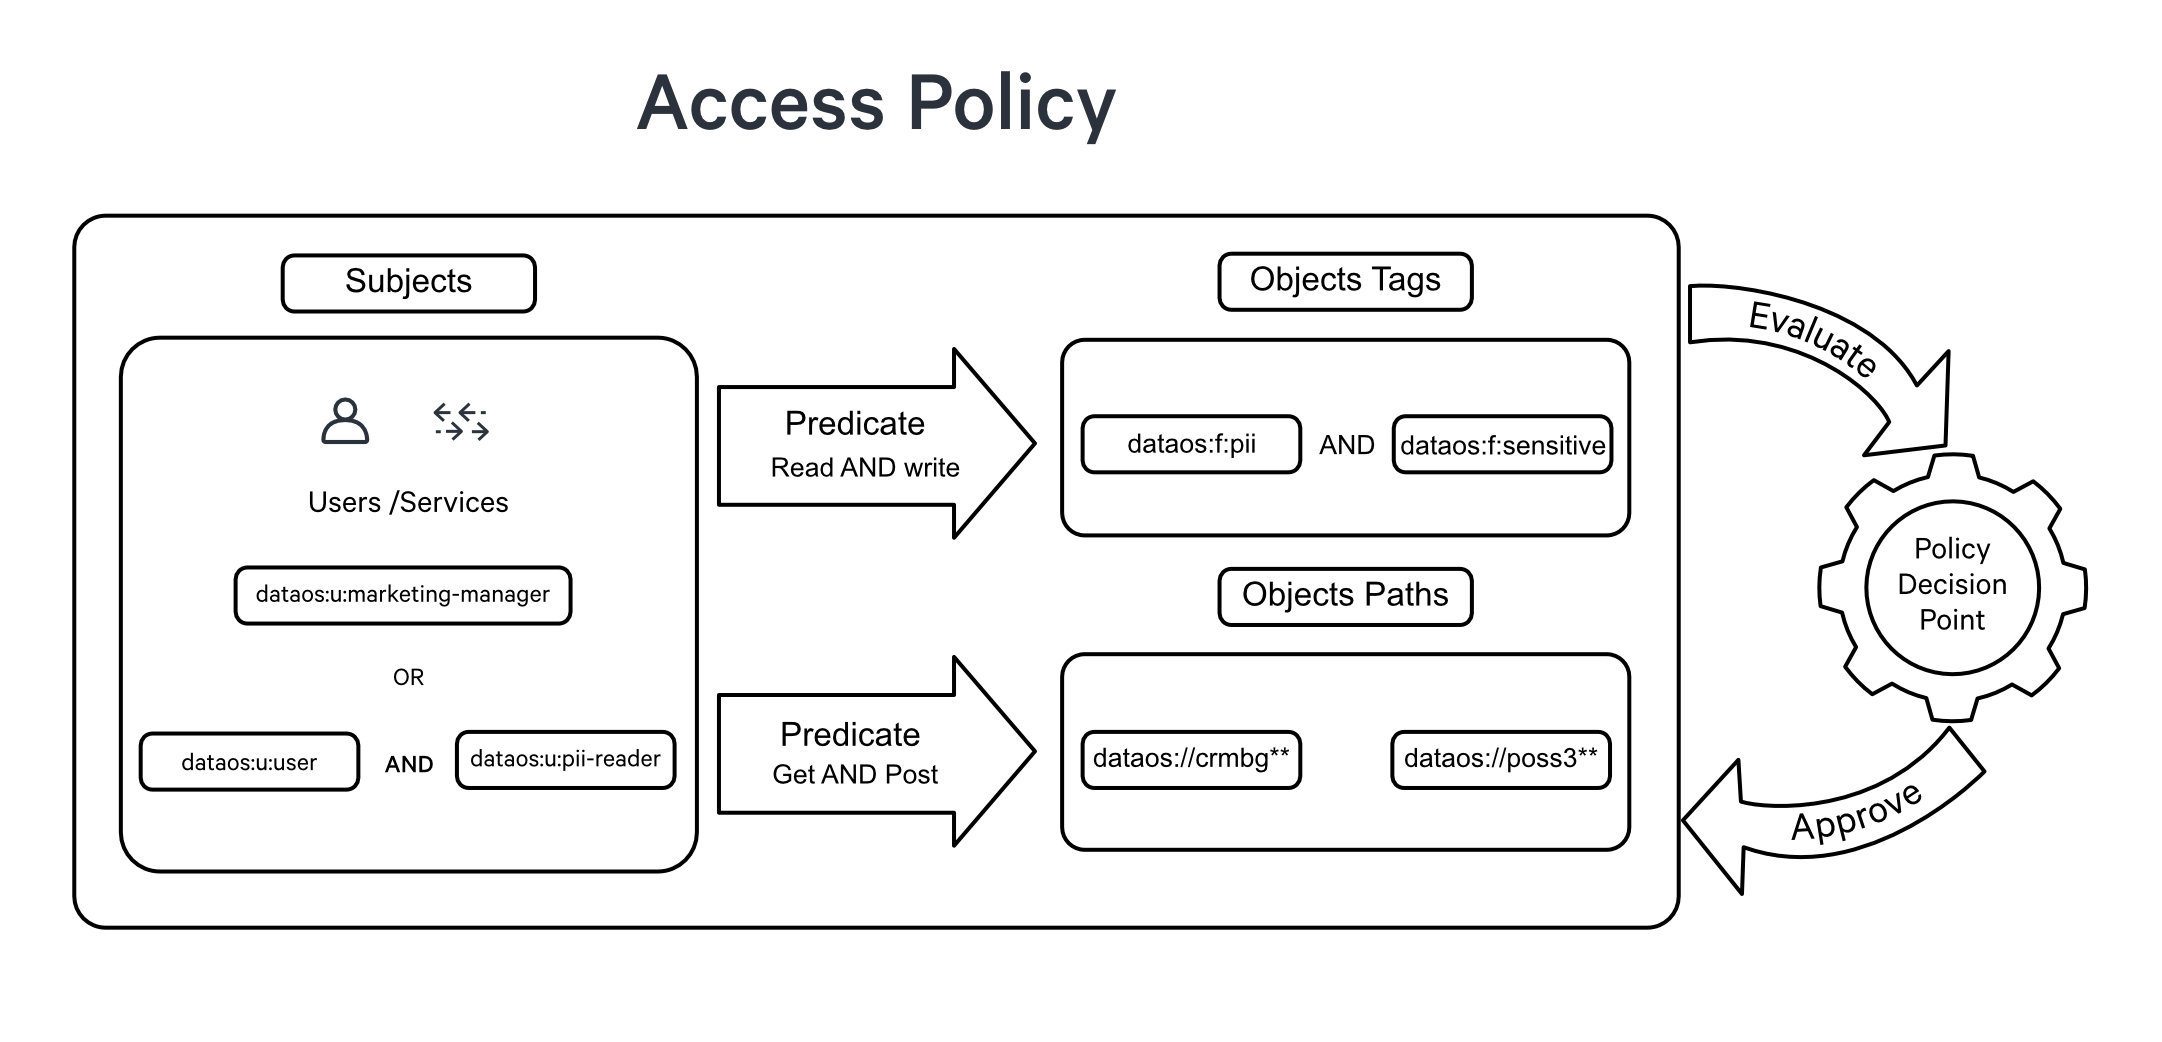 Access Policy
Subjects
Users /Services
dataos:u:marketing-manager
OR
dataos:u:user AND dataos:u:pii-reader
Predicate
Read AND write
Predicate
Get AND Post
Objects Tags
dataos:f:pii AND dataos:f:sensitive
Objects Paths
dataos://crmbg** dataos://poss3**
Evaluate
Policy
Decision
Point
Approve